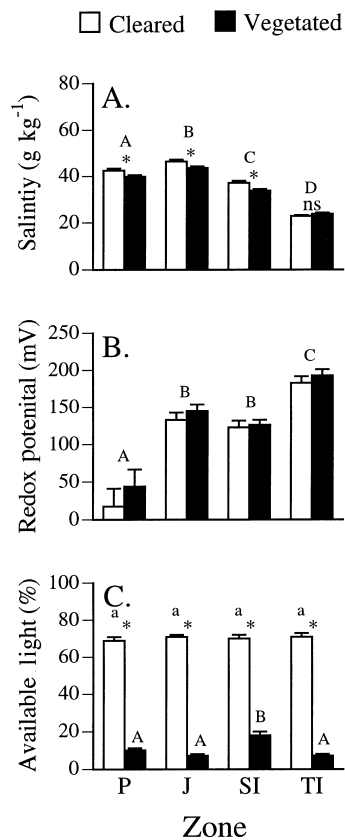 Cleared Vegetated
A.
Salintiy (g kg-1)
80
60
40
20
0
A
*
B
*
C
*
D
ns
B.
Redox potenital (mV)
250
200
150
100
50
0
A
B
B
C
C.
Available light (%)
100
80
60
40
20
0
a
*
a
*
a
*
a
*
A
A
B
A
P J SI TI
Zone